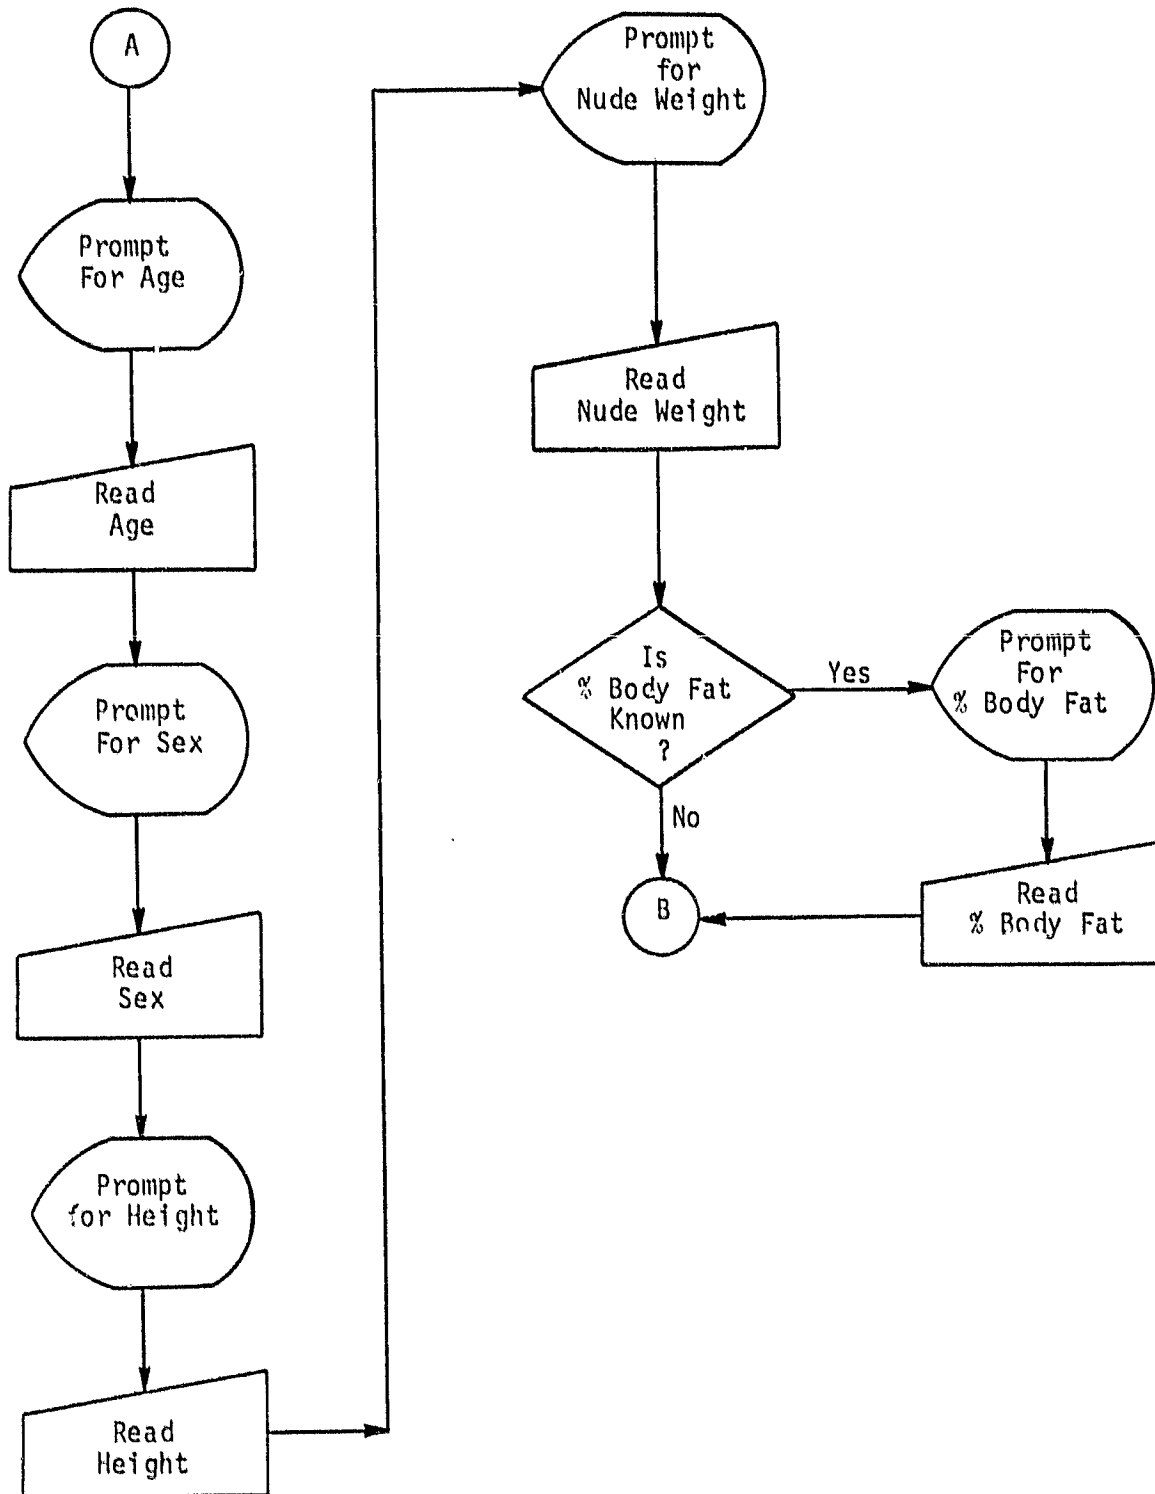 A
Prompt
For Age
Read
Age
Prompt
For Sex
Read
Sex
Prompt
for Height
Read
Height
Prompt
for
Nude Weight
Read
Nude Weight
Is
% Body Fat
Known
?
Yes
No
Prompt
For
% Body Fat
Read
% Body Fat
B